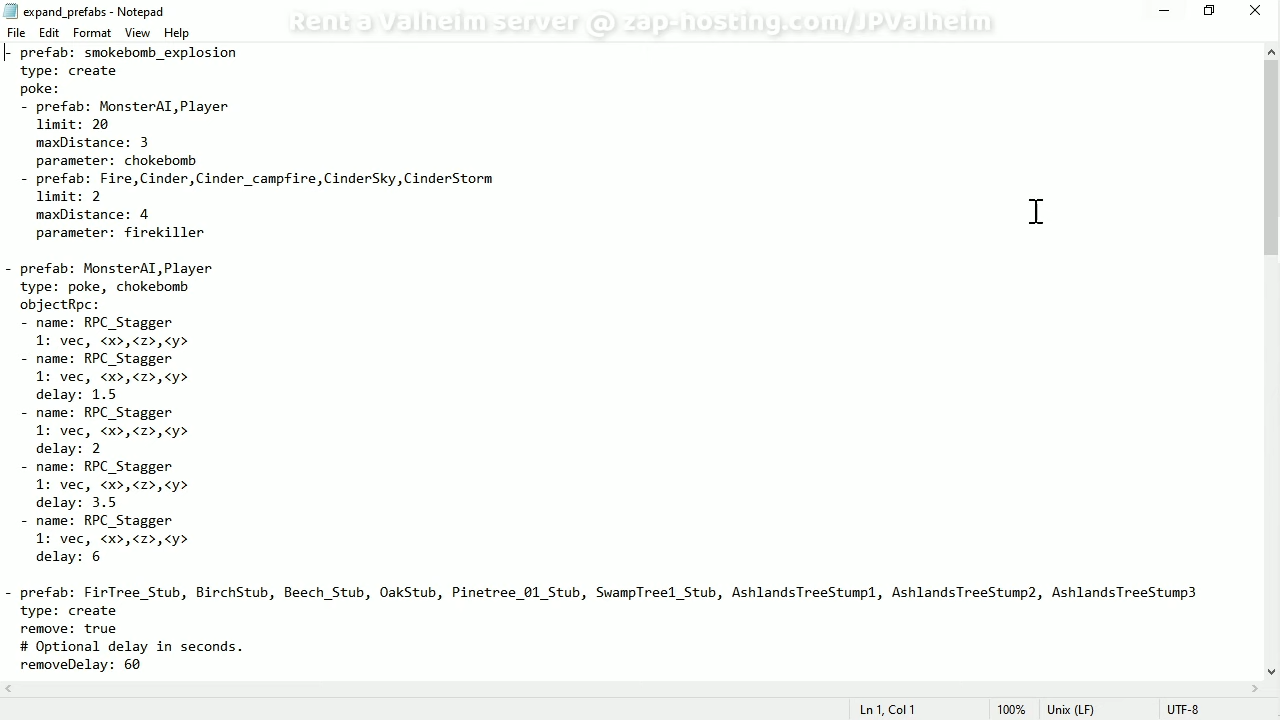 expand_prefabs - Notepad
Rent a Valheim server @ zap-hosting.com/JPValheim
File Edit Format View Help
- prefab: smokebomb_explosion
  type: create
  poke:
  - prefab: MonsterAI,Player
    limit: 20
    maxDistance: 3
    parameter: chokebomb
  - prefab: Fire,Cinder,Cinder_campfire,CinderSky,CinderStorm
    limit: 2
    maxDistance: 4
    parameter: firekiller
- prefab: MonsterAI,Player
  type: poke, chokebomb
  objectRpc:
  - name: RPC_Stagger
    1: vec, <x>,<z>,<y>
  - name: RPC_Stagger
    1: vec, <x>,<z>,<y>
    delay: 1.5
  - name: RPC_Stagger
    1: vec, <x>,<z>,<y>
    delay: 2
  - name: RPC_Stagger
    1: vec, <x>,<z>,<y>
    delay: 3.5
  - name: RPC_Stagger
    1: vec, <x>,<z>,<y>
    delay: 6
- prefab: FirTree_Stub, BirchStub, Beech_Stub, OakStub, Pinetree_01_Stub, SwampTree1_Stub, AshlandsTreeStump1, AshlandsTreeStump2, AshlandsTreeStump3
  type: create
  remove: true
  # Optional delay in seconds.
  removeDelay: 60
Ln 1, Col 1 100% Unix (LF) UTF-8